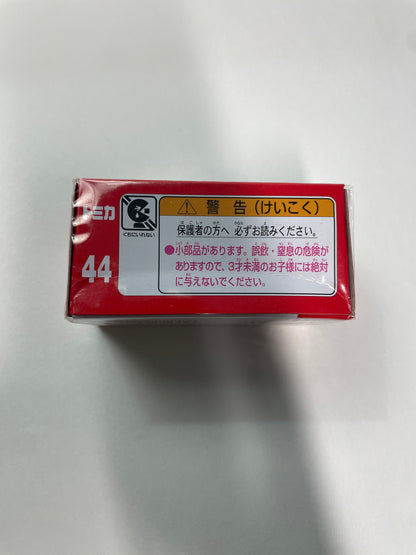 トミカ
44
くちにいれない
⚠警告(けいこく)
保護者の方へ 必ずお読みください。
●小部品があります。誤飲・窒息の危険が
ありますので、3才未満のお子様には絶対
に与えないでください。